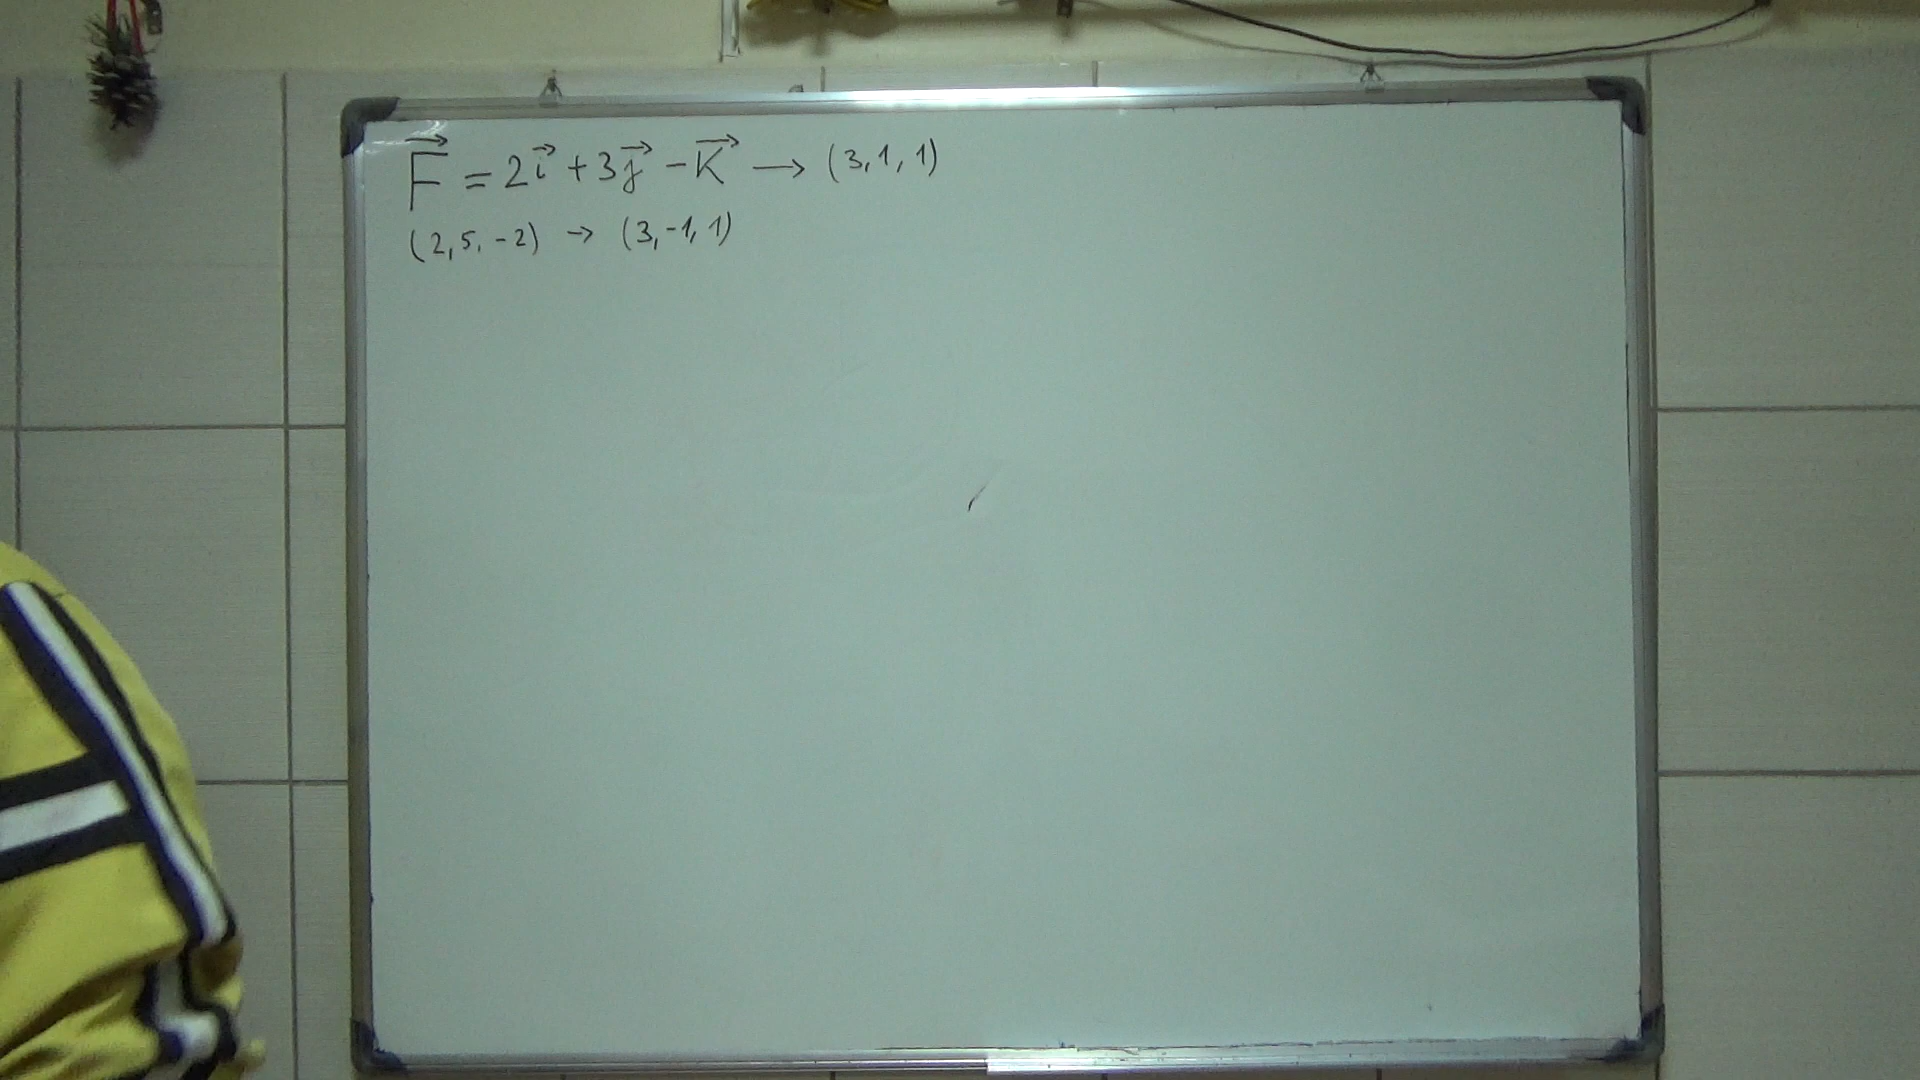 F⃗ = 2i⃗ + 3j⃗ - K⃗ → (3, 1, 1)
(2, 5, -2) → (3, -1, 1)